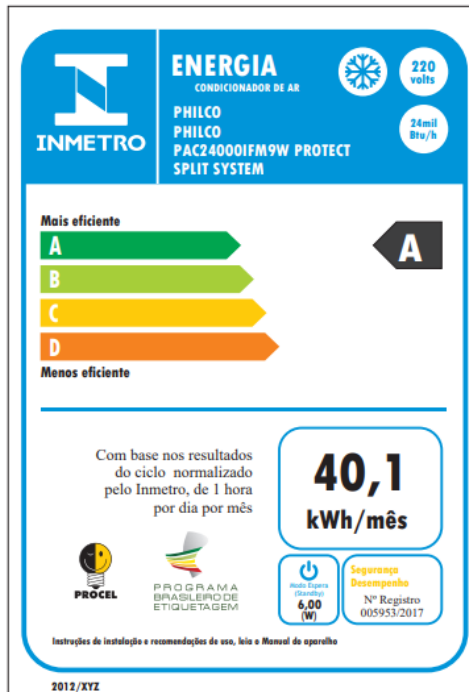 INMETRO
ENERGIA
CONDICIONADOR DE AR
220
volts
24mil
Btu/h
PHILCO
PHILCO
PAC24000IFM9W PROTECT
SPLIT SYSTEM
Mais eficiente
A
A
B
C
D
Menos eficiente
Com base nos resultados
do ciclo normalizado
pelo Inmetro, de 1 hora
por dia por mês
40,1
kWh/mês
PROCEL
PROGRAMA
BRASILEIRO DE
ETIQUETAGEM
Modo Espera
(Standby)
6,00
(W)
Segurança
Desempenho
Nº Registro
005953/2017
Instruções de instalação e recomendações de uso, leia o Manual do aparelho
2012/XYZ